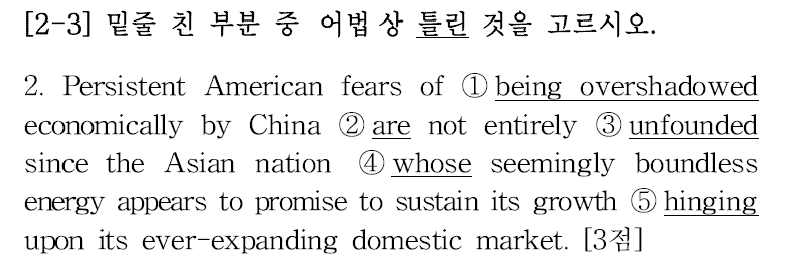 [2-3] 밑줄 친 부분 중 어법상 틀린 것을 고르시오.
2. Persistent American fears of ① being overshadowed
economically by China ② are not entirely ③ unfounded
since the Asian nation ④ whose seemingly boundless
energy appears to promise to sustain its growth ⑤ hinging
upon its ever-expanding domestic market. [3점]